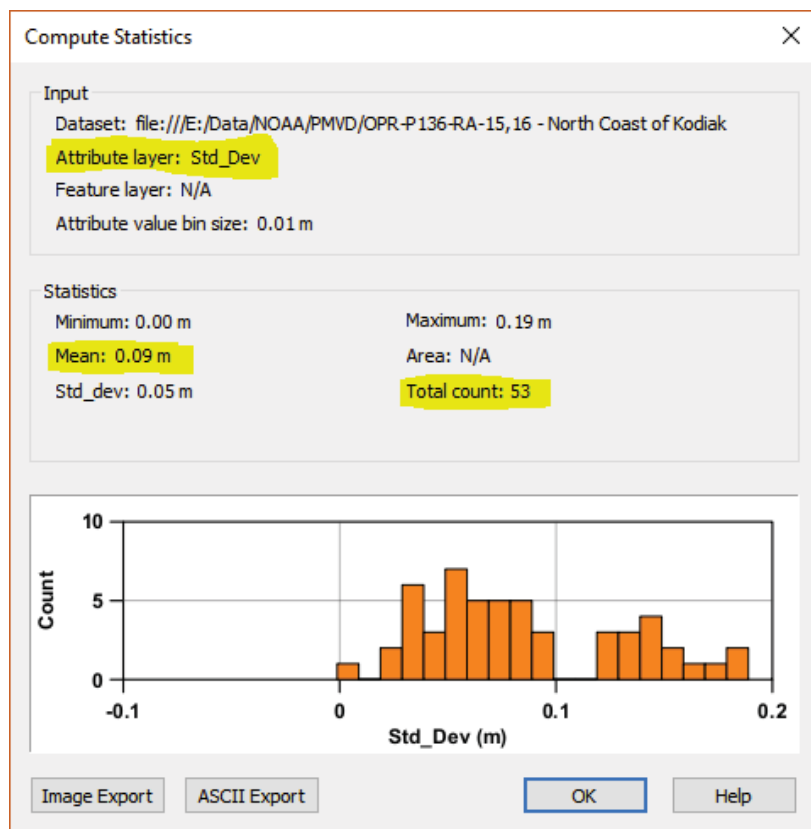 Compute Statistics
Input
Dataset: file:///E:/Data/NOAA/PMVD/OPR-P136-RA-15,16 - North Coast of Kodiak
Attribute layer: Std_Dev
Feature layer: N/A
Attribute value bin size: 0.01 m
Statistics
Minimum: 0.00 m
Maximum: 0.19 m
Mean: 0.09 m
Area: N/A
Std_dev: 0.05 m
Total count: 53
10
5
0
Count
-0.1
0
0.1
0.2
Std_Dev (m)
Image Export
ASCII Export
OK
Help